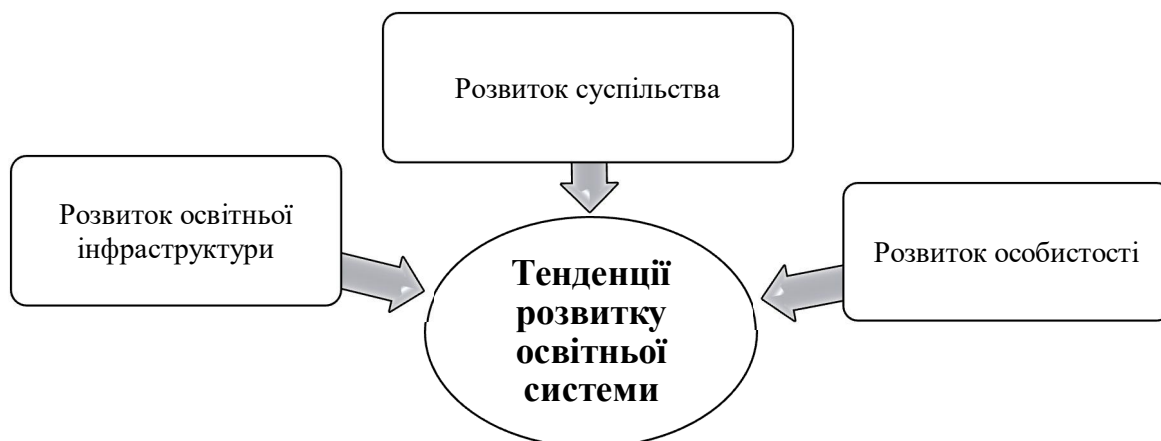 Розвиток суспільства
Розвиток освітньої
інфраструктури
Розвиток особистості
Тенденції
розвитку
освітньої
системи